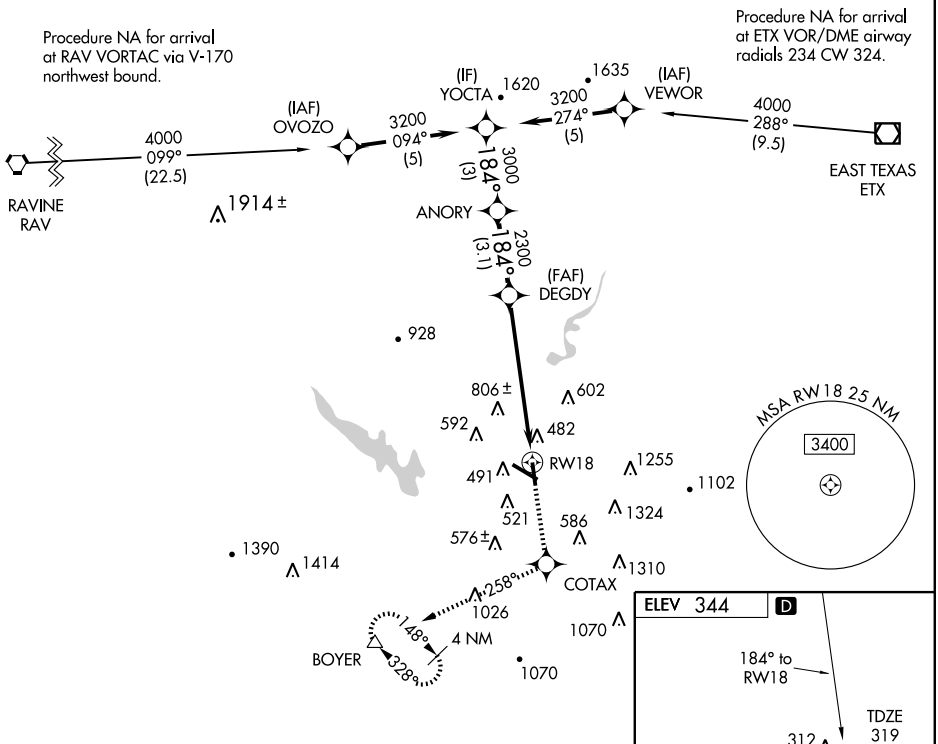 Procedure NA for arrival
at RAV VORTAC via V-170
northwest bound.
Procedure NA for arrival
at ETX VOR/DME airway
radials 234 CW 324.
(IF)
YOCTA
1620
1635
(IAF)
VEWOR
(IAF)
OVOZO
3200
094°
(5)
3200
274°
(5)
4000
288°
(9.5)
4000
099°
(22.5)
EAST TEXAS
ETX
RAVINE
RAV
1914 ±
3000
184°
(3)
ANORY
2300
184°
(3.1)
(FAF)
DEGDY
928
806 ±
602
592
482
MSA RW18 25 NM
3400
491
RW18
1255
1102
521
1324
576 ±
586
1390
1414
COTAX
1310
258°
1026
148°
4 NM
BOYER
328°
1070
1070
ELEV 344
D
184° to
RW18
TDZE
319
312